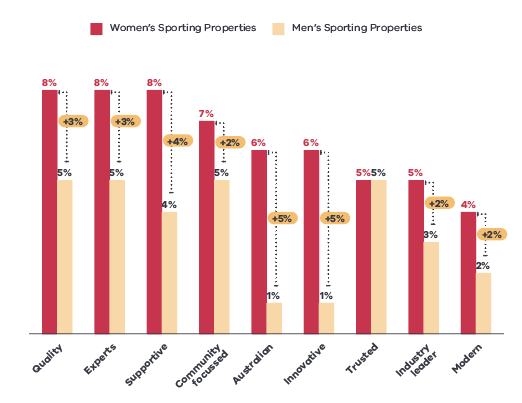 Women's Sporting Properties
Men's Sporting Properties
8%
8%
8%
7%
6%
6%
5%
5%
5%
4%
5%
5%
4%
5%
1%
1%
3%
2%
+3%
+3%
+4%
+2%
+5%
+5%
+2%
+2%
Quality
Experts
Supportive
Community
focussed
Australian
Innovative
Trusted
Industry
leader
Modern